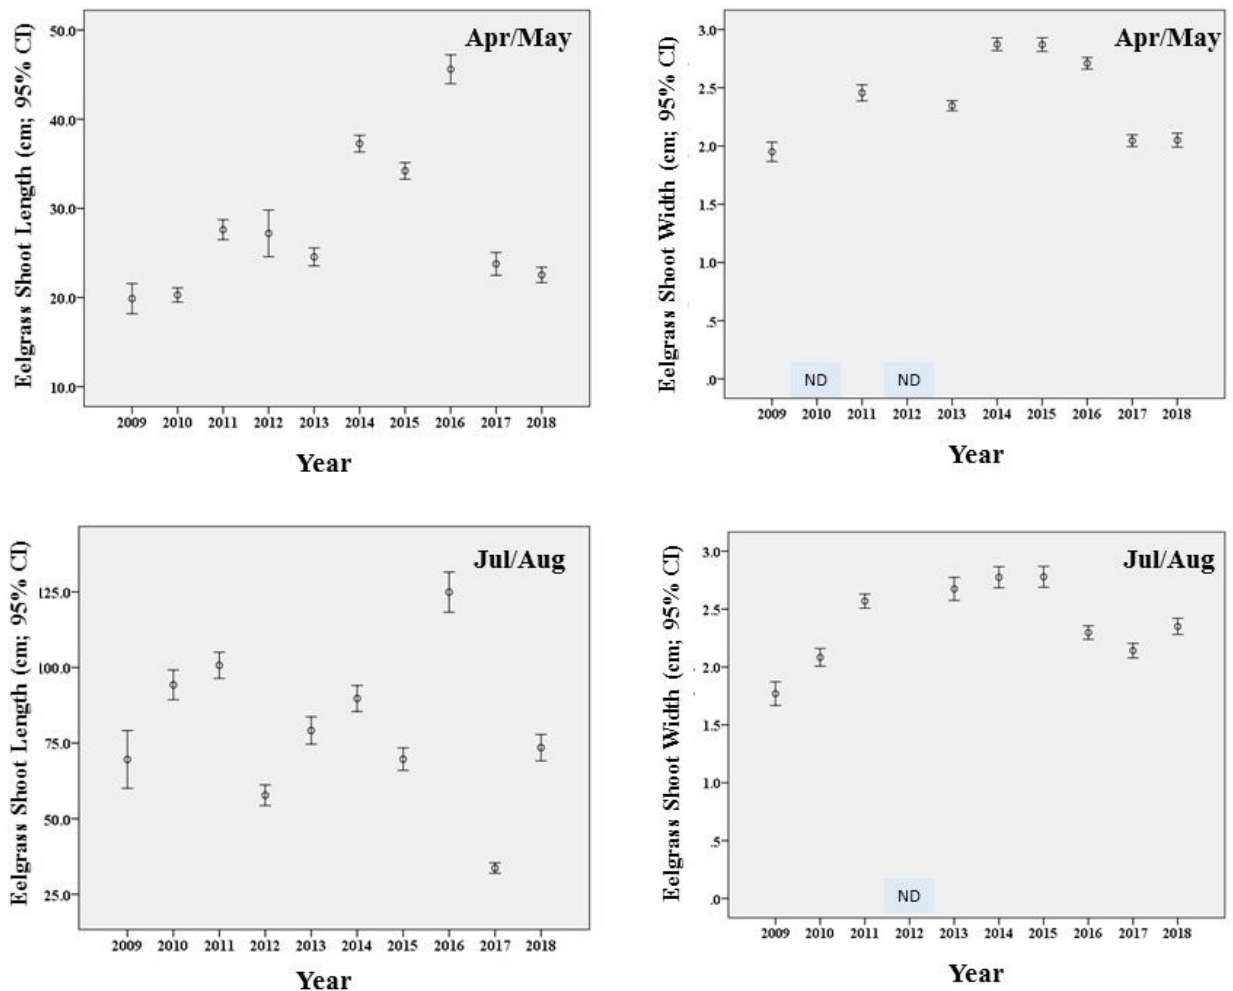 Eelgrass Shoot Length (cm; 95% CI)
50.0
40.0
30.0
20.0
10.0
Apr/May
2009 2010 2011 2012 2013 2014 2015 2016 2017 2018
Year
Eelgrass Shoot Width (cm; 95% CI)
3.0
2.5
2.0
1.5
1.0
.5
.0
Apr/May
ND ND
2009 2010 2011 2012 2013 2014 2015 2016 2017 2018
Year
Eelgrass Shoot Length (cm; 95% CI)
125.0
100.0
75.0
50.0
25.0
Jul/Aug
2009 2010 2011 2012 2013 2014 2015 2016 2017 2018
Year
Eelgrass Shoot Width (cm; 95% CI)
3.0
2.5
2.0
1.5
1.0
.5
.0
Jul/Aug
ND
2009 2010 2011 2012 2013 2014 2015 2016 2017 2018
Year